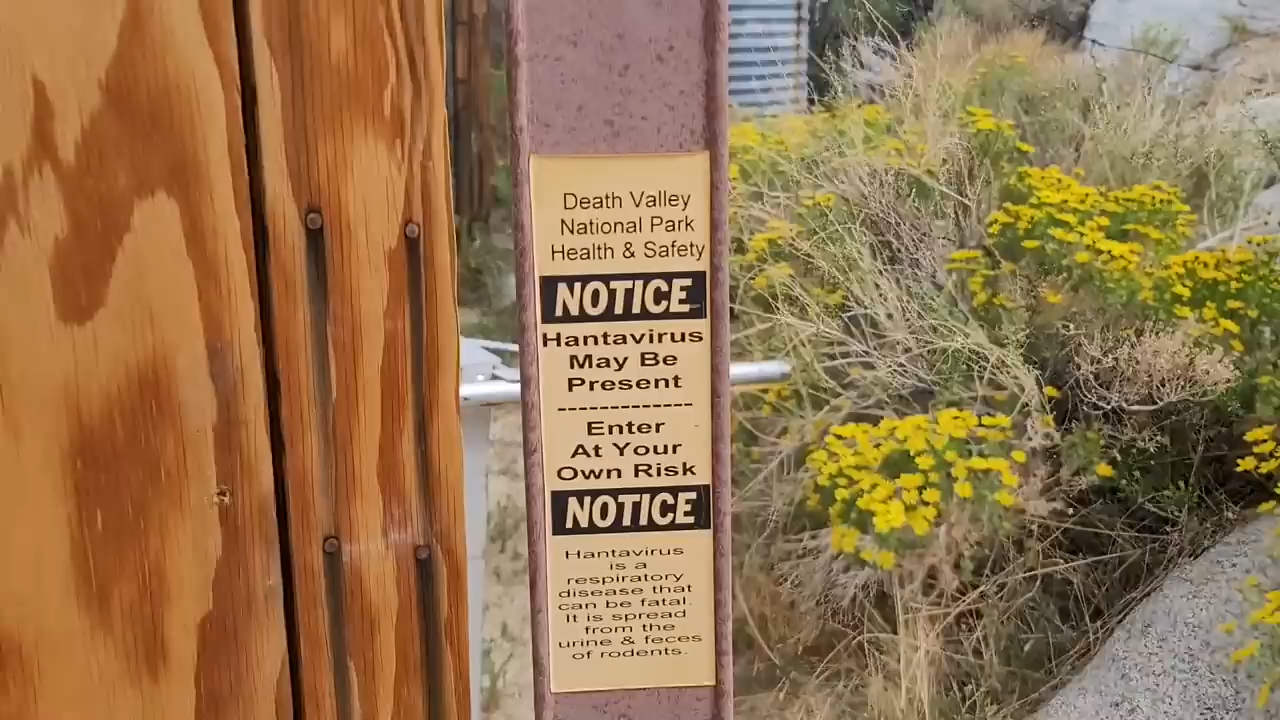 Death Valley
National Park
Health & Safety
NOTICE
Hantavirus
May Be
Present
-------------
Enter
At Your
Own Risk
NOTICE
Hantavirus
is a
respiratory
disease that
can be fatal.
It is spread
from the
urine & feces
of rodents.